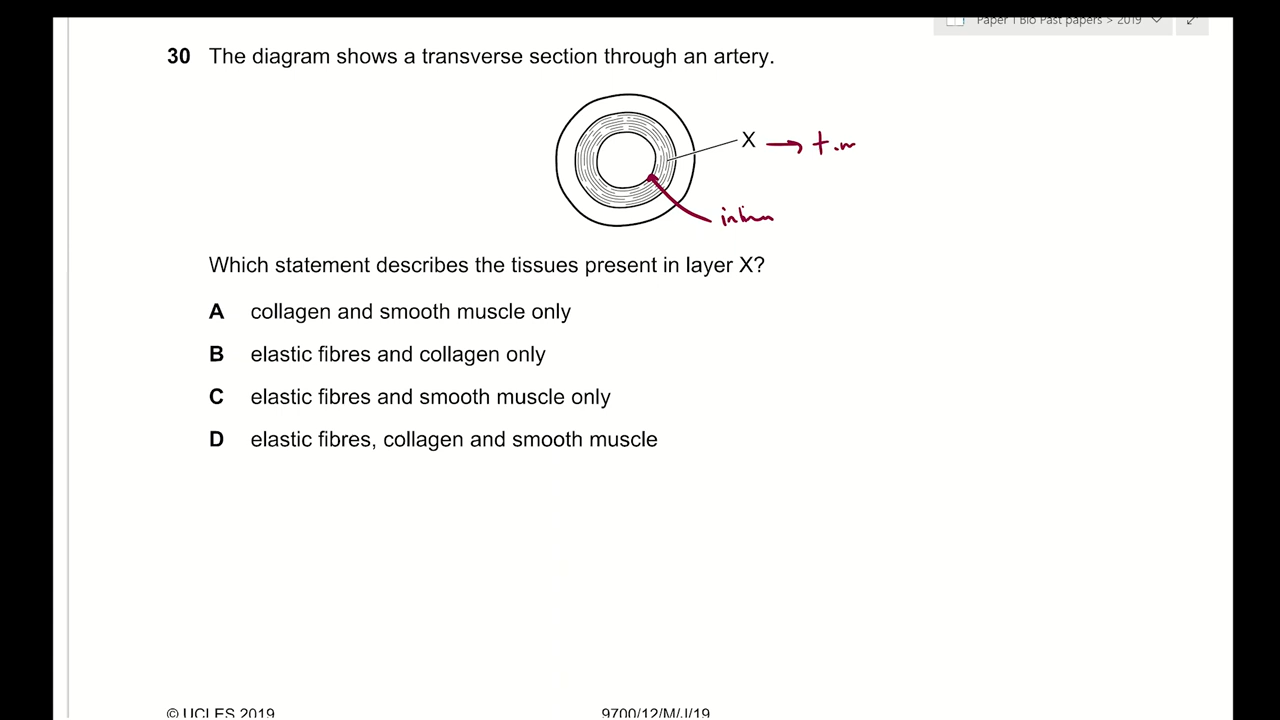 Paper 1 Bio Past papers > 2019
30 The diagram shows a transverse section through an artery.
X → t.m
intima
Which statement describes the tissues present in layer X?
A collagen and smooth muscle only
B elastic fibres and collagen only
C elastic fibres and smooth muscle only
D elastic fibres, collagen and smooth muscle
© UCLES 2019 9700/12/M/J/19